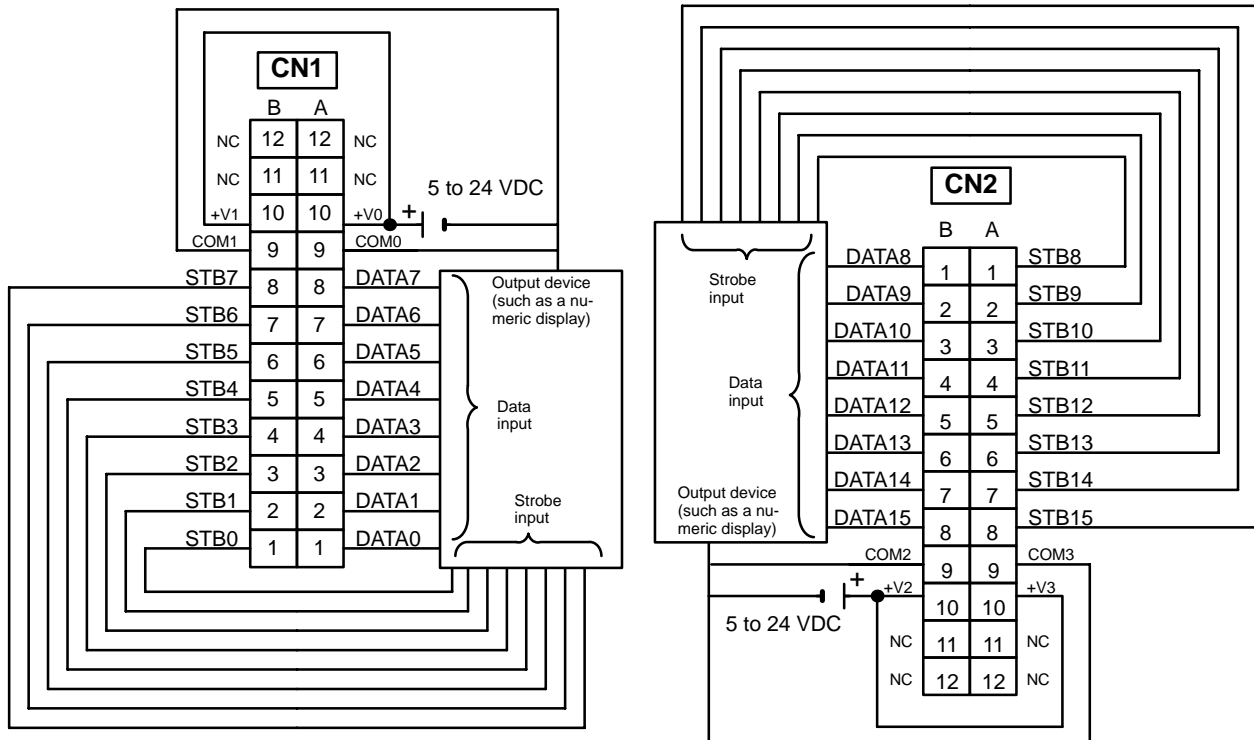 CN1
B A
NC 12 12 NC
NC 11 11 NC
5 to 24 VDC
+V1 10 10 +V0 +
COM1 9 9 COM0
STB7 8 8 DATA7
STB6 7 7 DATA6
STB5 6 6 DATA5
STB4 5 5 DATA4
STB3 4 4 DATA3
STB2 3 3 DATA2
STB1 2 2 DATA1
STB0 1 1 DATA0
Output device
(such as a nu-
meric display)
Data
input
Strobe
input
CN2
B A
DATA8 1 1 STB8
DATA9 2 2 STB9
DATA10 3 3 STB10
DATA11 4 4 STB11
DATA12 5 5 STB12
DATA13 6 6 STB13
DATA14 7 7 STB14
DATA15 8 8 STB15
COM2 9 9 COM3
+ +V2 10 10 +V3
5 to 24 VDC
NC 11 11 NC
NC 12 12 NC
Strobe
input
Data
input
Output device
(such as a nu-
meric display)